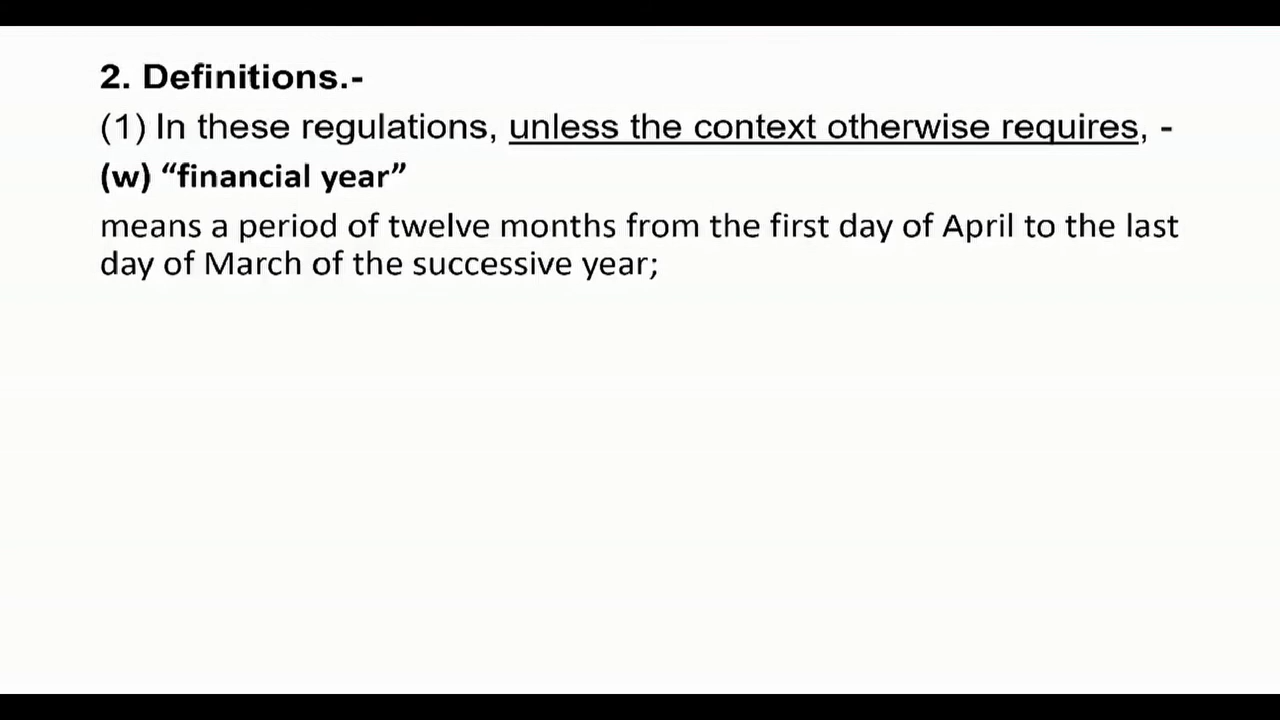 2. Definitions.-
(1) In these regulations, unless the context otherwise requires, -
(w) “financial year”
means a period of twelve months from the first day of April to the last
day of March of the successive year;